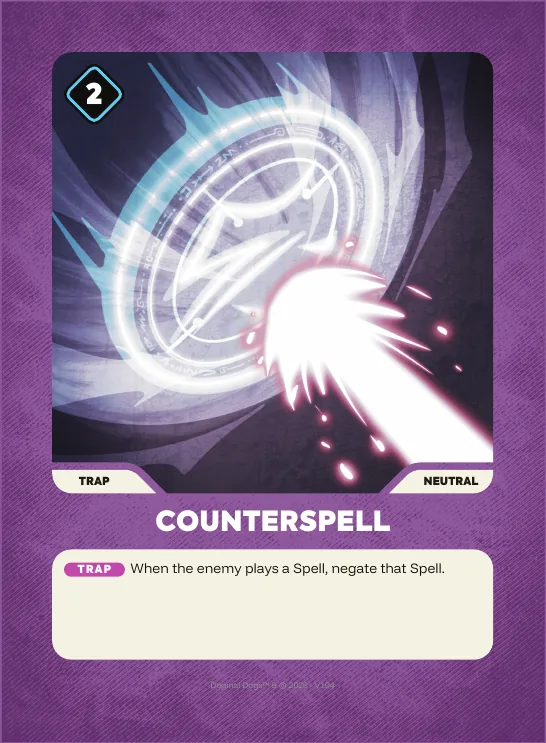 2
TRAP
NEUTRAL
COUNTERSPELL
TRAP When the enemy plays a Spell, negate that Spell.